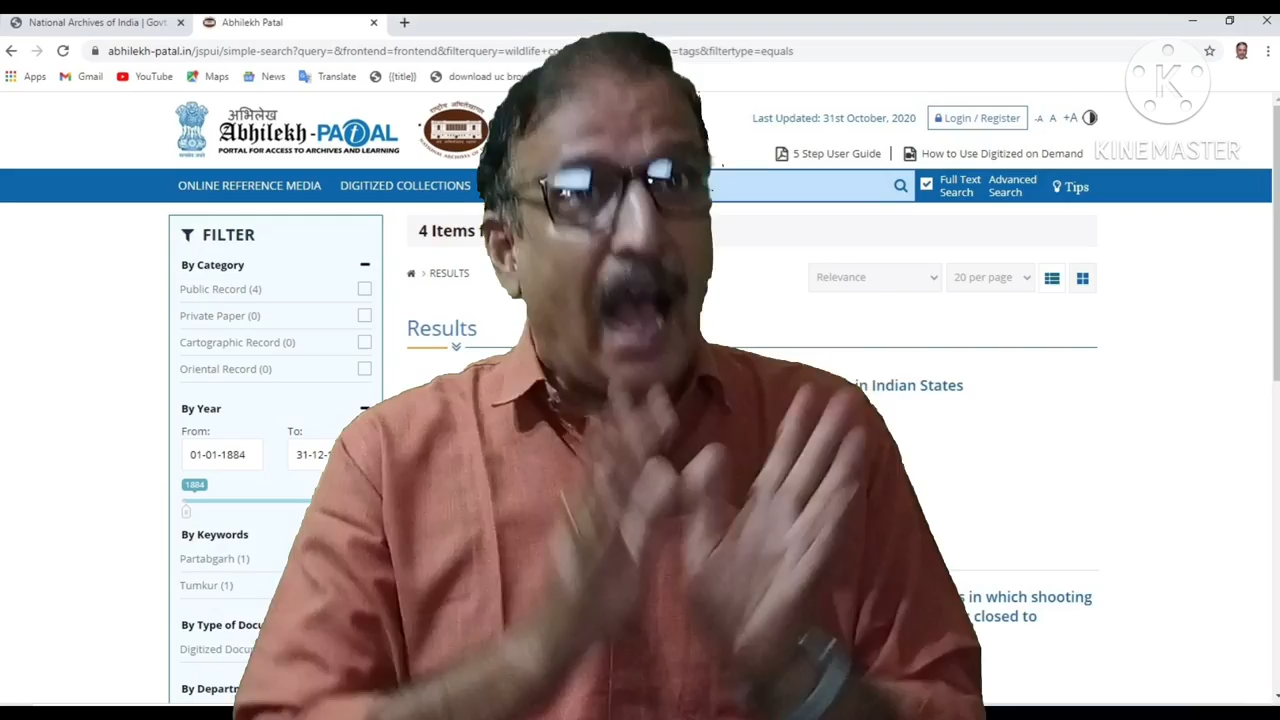 National Archives of India | Govt
Abhilekh Patal
abhilekh-patal.in/jspui/simple-search?query=&frontend=frontend&filterquery=wildlife+co
=tags&filtertype=equals
Apps Gmail YouTube Maps News Translate {{title}} download uc bro
अभिलेख
Abhilekh-PATAL
PORTAL FOR ACCESS TO ARCHIVES AND LEARNING
Last Updated: 31st October, 2020
Login / Register
-A A +A
5 Step User Guide
How to Use Digitized on Demand
K
KINEMASTER
ONLINE REFERENCE MEDIA
DIGITIZED COLLECTIONS
Full Text Search
Advanced Search
Tips
FILTER
By Category
Public Record (4)
Private Paper (0)
Cartographic Record (0)
Oriental Record (0)
By Year
From:
To:
01-01-1884
31-12-
1884
By Keywords
Partabgarh (1)
Tumkur (1)
By Type of Docu
Digitized Docu
By Departm
4 Items f
RESULTS
Relevance
20 per page
Results
in Indian States
s in which shooting
closed to